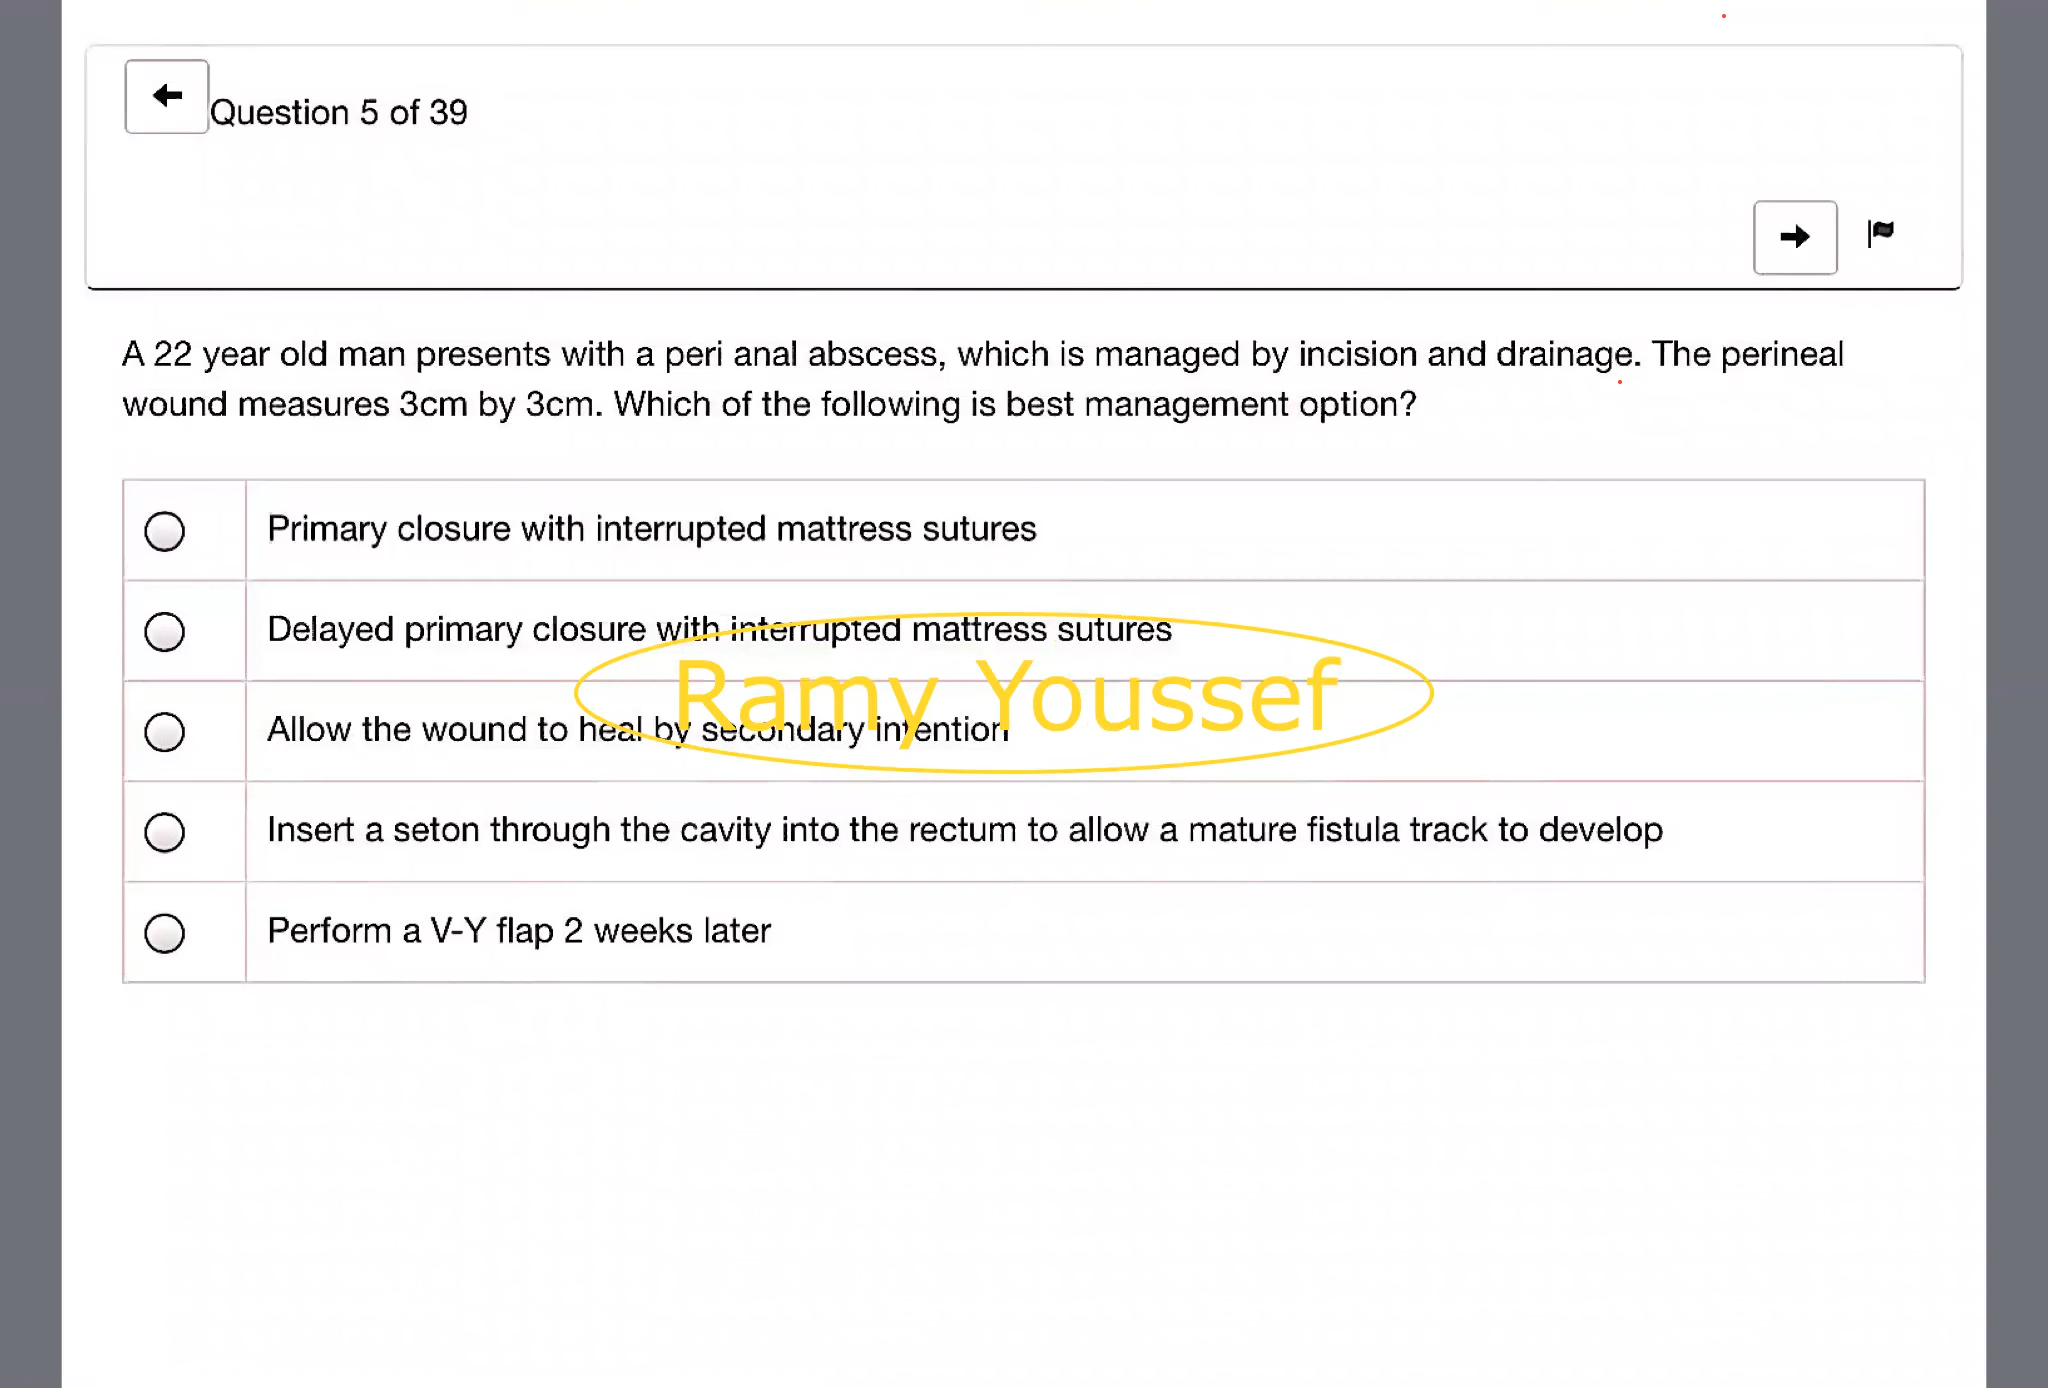 Question 5 of 39
A 22 year old man presents with a peri anal abscess, which is managed by incision and drainage. The perineal
wound measures 3cm by 3cm. Which of the following is best management option?
Primary closure with interrupted mattress sutures
Delayed primary closure with interrupted mattress sutures
Ramy Youssef
Allow the wound to heal by secondary intention
Insert a seton through the cavity into the rectum to allow a mature fistula track to develop
Perform a V-Y flap 2 weeks later